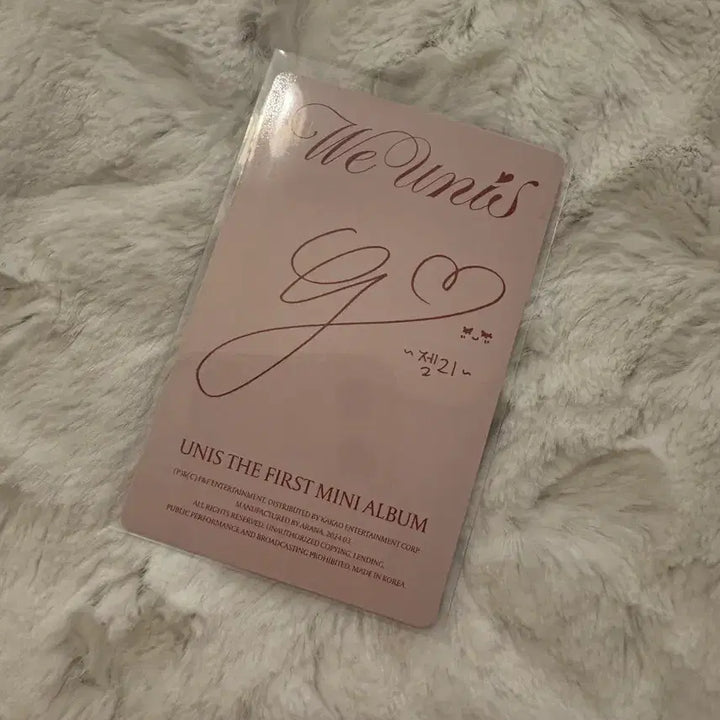 We Unis
~젤리~
UNIS THE FIRST MINI ALBUM
(P)&(C) F&F ENTERTAINMENT. DISTRIBUTED BY KAKAO ENTERTAINMENT CORP.
MANUFACTURED BY ARANA, 2024.03.
ALL RIGHTS RESERVED. UNAUTHORIZED COPYING, LENDING,
PUBLIC PERFORMANCE AND BROADCASTING PROHIBITED. MADE IN KOREA.